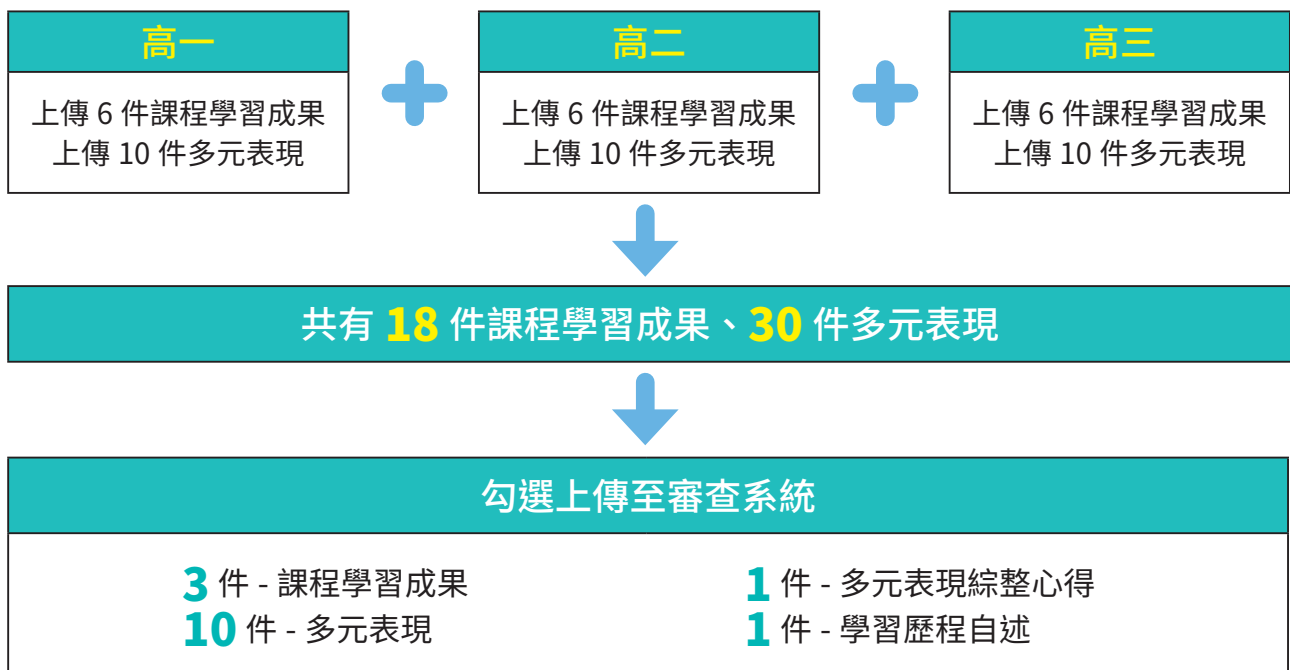 高一
上傳 6 件課程學習成果
上傳 10 件多元表現
高二
上傳 6 件課程學習成果
上傳 10 件多元表現
高三
上傳 6 件課程學習成果
上傳 10 件多元表現
共有 18 件課程學習成果、30 件多元表現
勾選上傳至審查系統
3 件 - 課程學習成果
10 件 - 多元表現
1 件 - 多元表現綜整心得
1 件 - 學習歷程自述